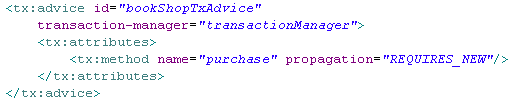 <tx:advice id="bookShopTxAdvice"
transaction-manager="transactionManager">
<tx:attributes>
<tx:method name="purchase" propagation="REQUIRES_NEW"/>
</tx:attributes>
</tx:advice>